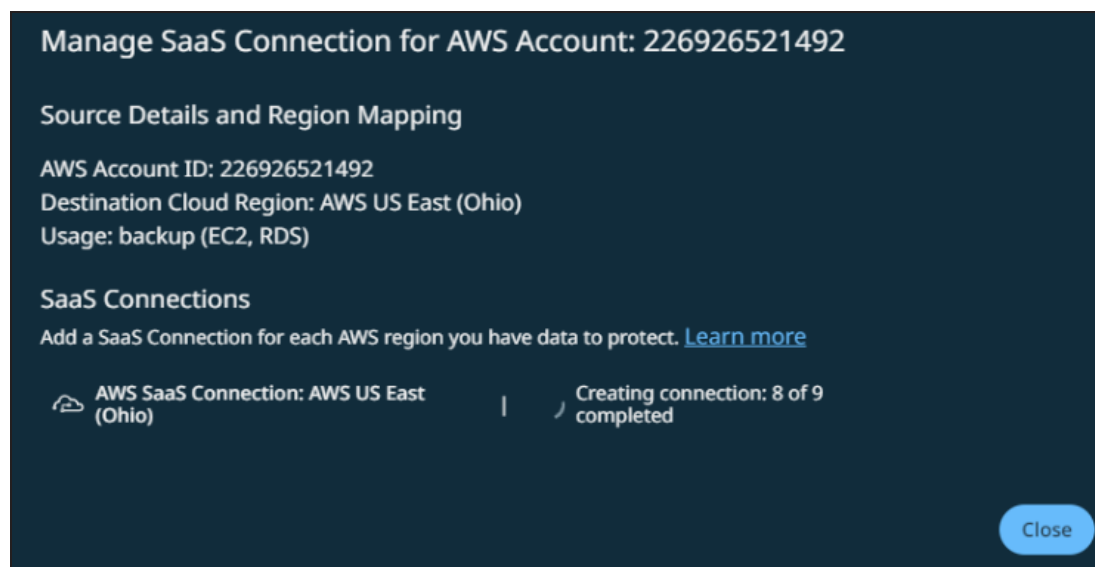 Manage SaaS Connection for AWS Account: 226926521492
Source Details and Region Mapping
AWS Account ID: 226926521492
Destination Cloud Region: AWS US East (Ohio)
Usage: backup (EC2, RDS)
SaaS Connections
Add a SaaS Connection for each AWS region you have data to protect. Learn more
AWS SaaS Connection: AWS US East
(Ohio)
Creating connection: 8 of 9
completed
Close